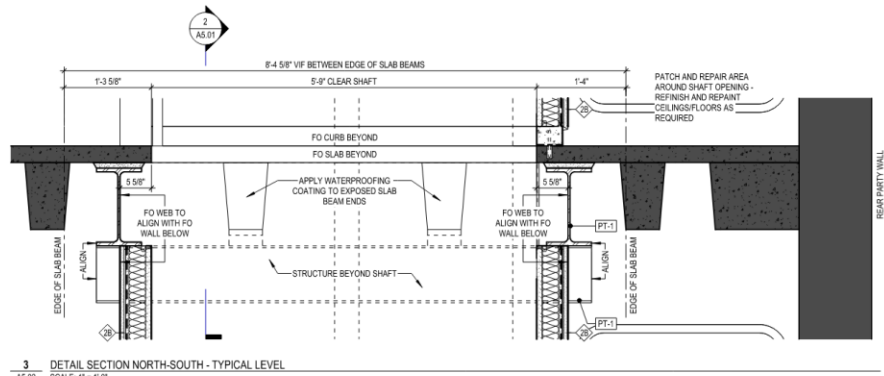 2
A5.01
8'-4 5/8" VIF BETWEEN EDGE OF SLAB BEAMS
1'-3 5/8"
5'-9" CLEAR SHAFT
1'-4"
PATCH AND REPAIR AREA
AROUND SHAFT OPENING -
REFINISH AND REPAINT
CEILINGS/FLOORS AS
REQUIRED
2B
FO CURB BEYOND
FO SLAB BEYOND
5 5/8"
APPLY WATERPROOFING
COATING TO EXPOSED SLAB
BEAM ENDS
5 5/8"
FO WEB TO
ALIGN WITH FO
WALL BELOW
FO WEB TO
ALIGN WITH FO
WALL BELOW
PT-1
REAR PARTY WALL
EDGE OF SLAB BEAM
ALIGN
STRUCTURE BEYOND SHAFT
ALIGN
EDGE OF SLAB BEAM
PT-1
2B
2B
3 DETAIL SECTION NORTH-SOUTH - TYPICAL LEVEL